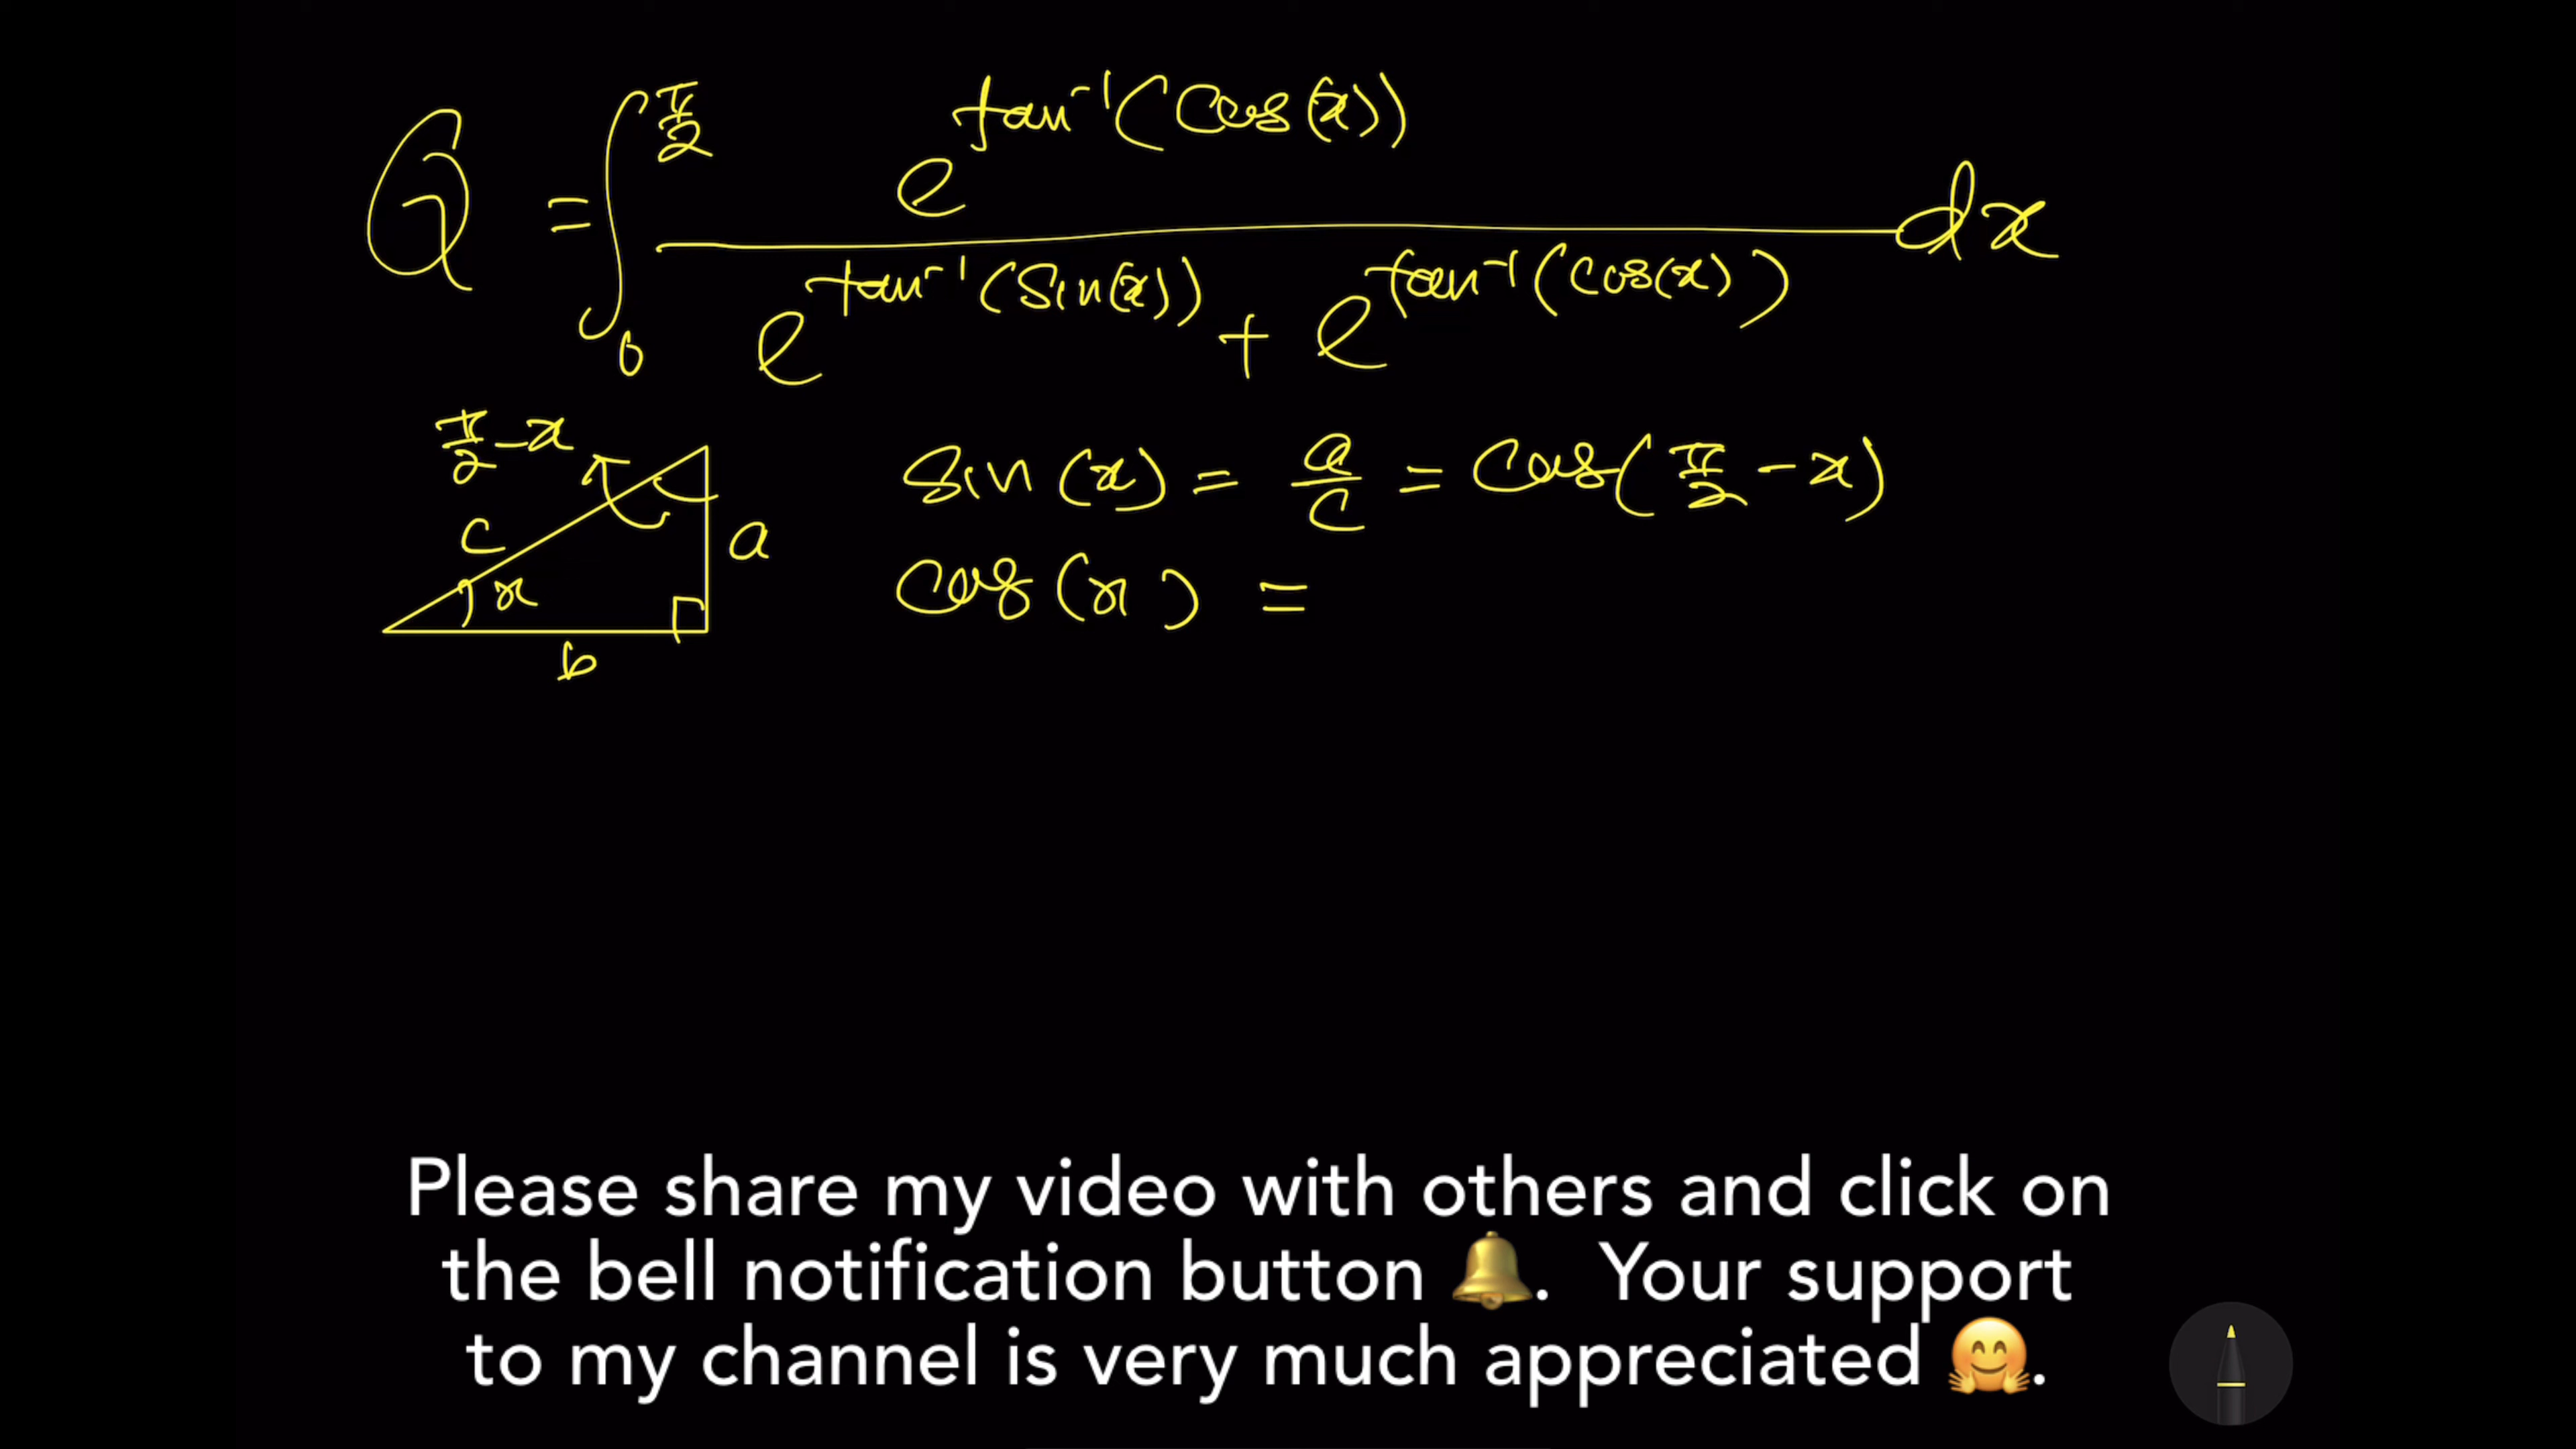 G = ∫₀^(π/2) e^(tan⁻¹(cos(x))) / (e^(tan⁻¹(sin(x))) + e^(tan⁻¹(cos(x)))) dx
π/2 - x
sin(x) = a/c = cos(π/2 - x)
c
a
x
cos(x) =
b
Please share my video with others and click on
the bell notification button 🔔. Your support
to my channel is very much appreciated 🤗.